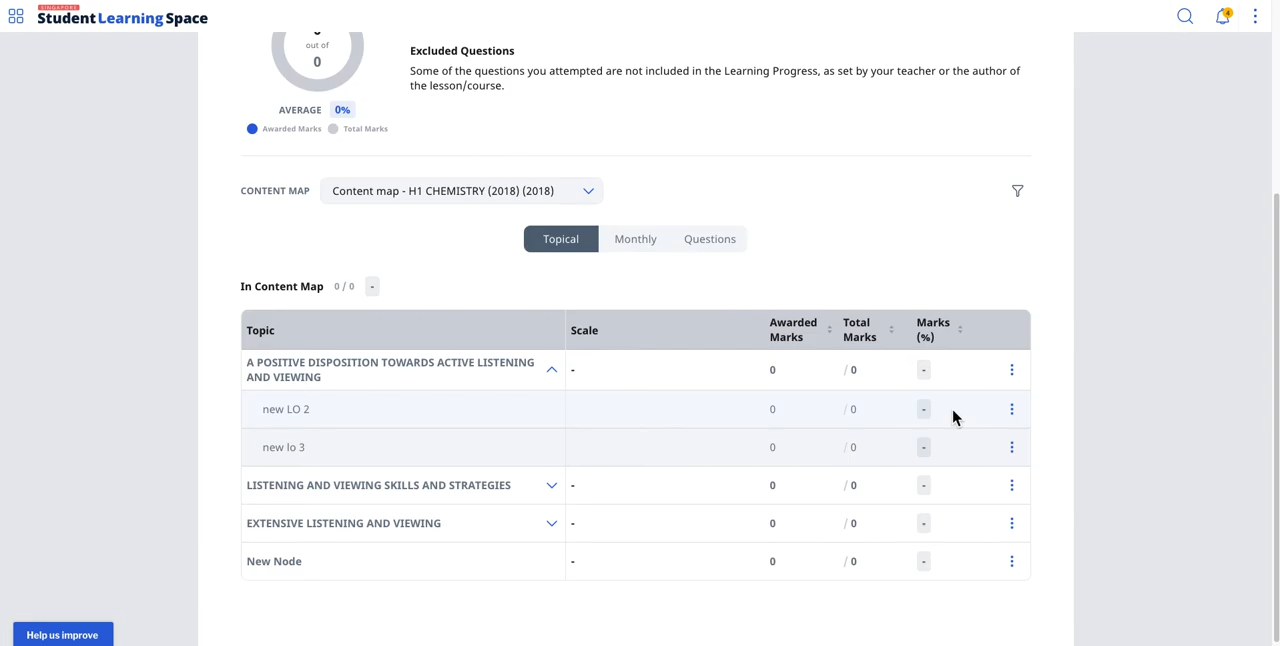 SINGAPORE
Student Learning Space
4
out of
0
AVERAGE 0%
Awarded Marks Total Marks
Excluded Questions
Some of the questions you attempted are not included in the Learning Progress, as set by your teacher or the author of
the lesson/course.
CONTENT MAP Content map - H1 CHEMISTRY (2018) (2018)
Topical Monthly Questions
In Content Map 0 / 0 -
Topic Scale Awarded Marks Total Marks Marks (%)
A POSITIVE DISPOSITION TOWARDS ACTIVE LISTENING
AND VIEWING - 0 / 0 -
new LO 2 0 / 0 -
new lo 3 0 / 0 -
LISTENING AND VIEWING SKILLS AND STRATEGIES - 0 / 0 -
EXTENSIVE LISTENING AND VIEWING - 0 / 0 -
New Node - 0 / 0 -
Help us improve